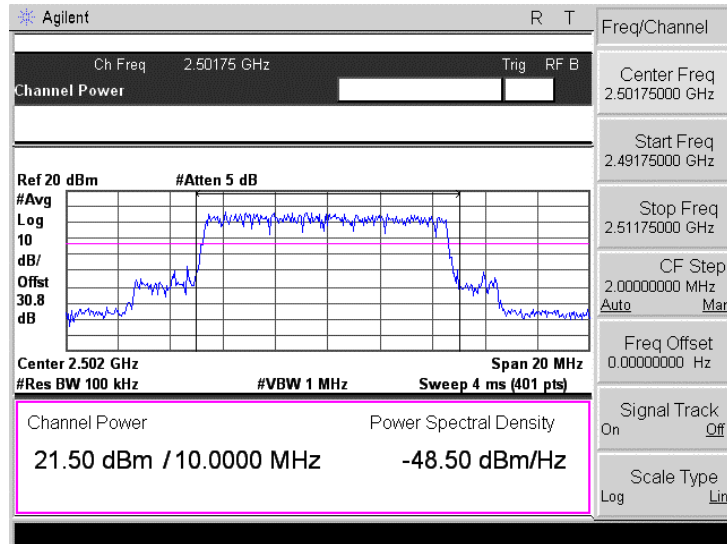 Agilent R T
Ch Freq 2.50175 GHz Trig RF B
Channel Power
Ref 20 dBm #Atten 5 dB
#Avg
Log
10
dB/
Offst
30.8
dB
Center 2.502 GHz Span 20 MHz
#Res BW 100 kHz #VBW 1 MHz Sweep 4 ms (401 pts)
Channel Power Power Spectral Density
21.50 dBm / 10.0000 MHz -48.50 dBm/Hz
Freq/Channel
Center Freq
2.50175000 GHz
Start Freq
2.49175000 GHz
Stop Freq
2.51175000 GHz
CF Step
2.00000000 MHz
Auto Man
Freq Offset
0.00000000 Hz
Signal Track
On Off
Scale Type
Log Lin